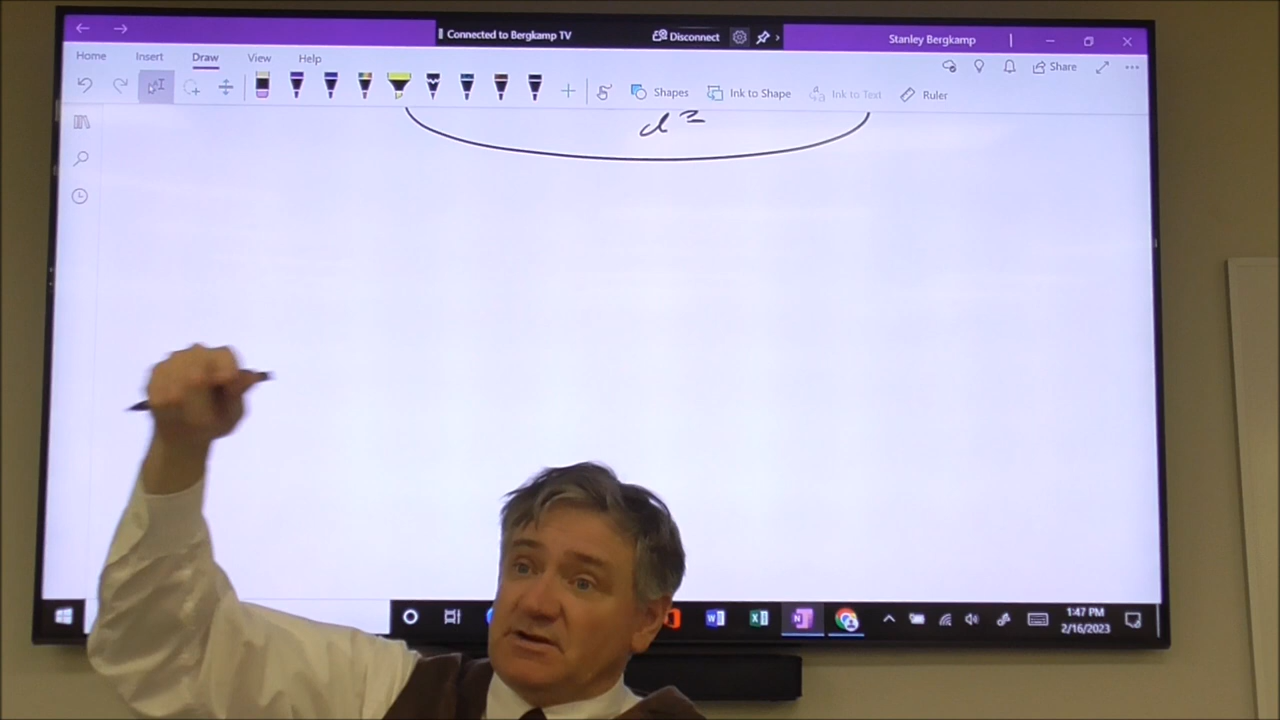 Connected to Bergkamp TV
Disconnect
Stanley Bergkamp
Home Insert Draw View Help
Share
Shapes Ink to Shape Ink to Text Ruler
d²
1:47 PM
2/16/2023